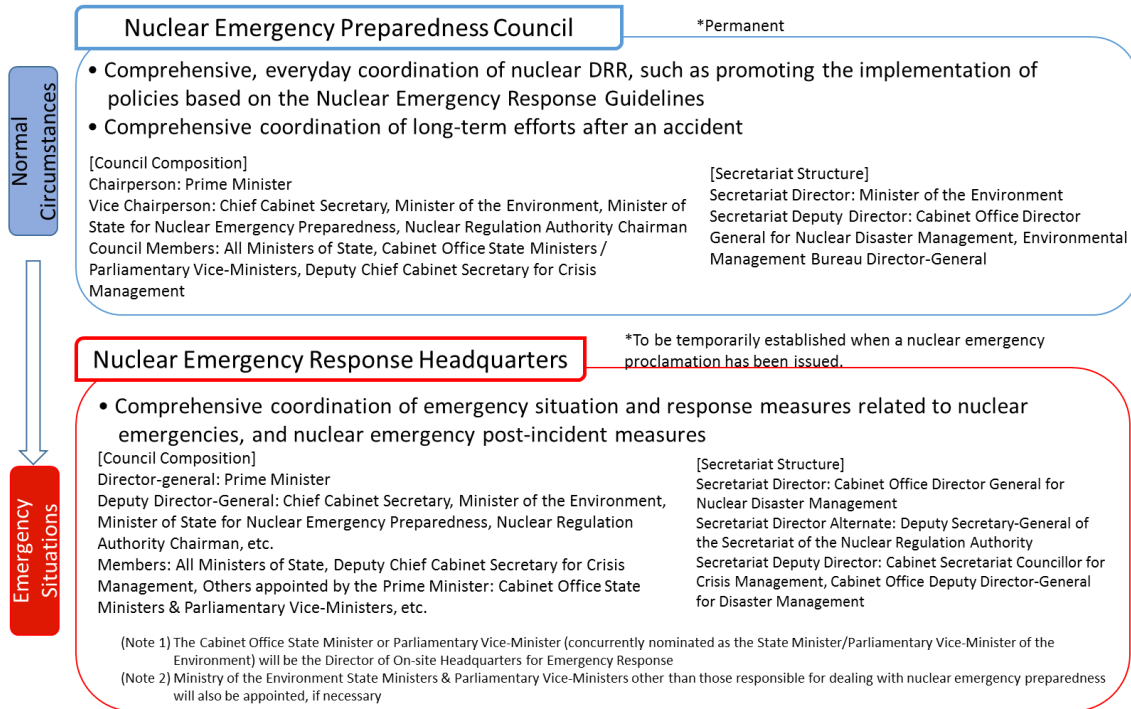 Nuclear Emergency Preparedness Council
*Permanent
Normal
Circumstances
• Comprehensive, everyday coordination of nuclear DRR, such as promoting the implementation of
policies based on the Nuclear Emergency Response Guidelines
• Comprehensive coordination of long-term efforts after an accident
[Council Composition]
Chairperson: Prime Minister
Vice Chairperson: Chief Cabinet Secretary, Minister of the Environment, Minister of
State for Nuclear Emergency Preparedness, Nuclear Regulation Authority Chairman
Council Members: All Ministers of State, Cabinet Office State Ministers /
Parliamentary Vice-Ministers, Deputy Chief Cabinet Secretary for Crisis
Management
[Secretariat Structure]
Secretariat Director: Minister of the Environment
Secretariat Deputy Director: Cabinet Office Director
General for Nuclear Disaster Management, Environmental
Management Bureau Director-General
Nuclear Emergency Response Headquarters
*To be temporarily established when a nuclear emergency
proclamation has been issued.
Emergency
Situations
• Comprehensive coordination of emergency situation and response measures related to nuclear
emergencies, and nuclear emergency post-incident measures
[Council Composition]
Director-general: Prime Minister
Deputy Director-General: Chief Cabinet Secretary, Minister of the Environment,
Minister of State for Nuclear Emergency Preparedness, Nuclear Regulation
Authority Chairman, etc.
Members: All Ministers of State, Deputy Chief Cabinet Secretary for Crisis
Management, Others appointed by the Prime Minister: Cabinet Office State
Ministers & Parliamentary Vice-Ministers, etc.
[Secretariat Structure]
Secretariat Director: Cabinet Office Director General for
Nuclear Disaster Management
Secretariat Director Alternate: Deputy Secretary-General of
the Secretariat of the Nuclear Regulation Authority
Secretariat Deputy Director: Cabinet Secretariat Councillor for
Crisis Management, Cabinet Office Deputy Director-General
for Disaster Management
(Note 1) The Cabinet Office State Minister or Parliamentary Vice-Minister (concurrently nominated as the State Minister/Parliamentary Vice-Minister of the
Environment) will be the Director of On-site Headquarters for Emergency Response
(Note 2) Ministry of the Environment State Ministers & Parliamentary Vice-Ministers other than those responsible for dealing with nuclear emergency preparedness
will also be appointed, if necessary